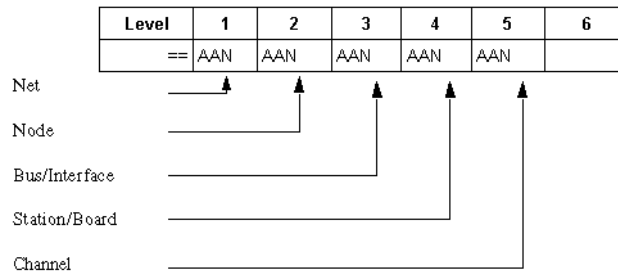 Level 1 2 3 4 5 6
== AAN AAN AAN AAN AAN
Net
Node
Bus/Interface
Station/Board
Channel